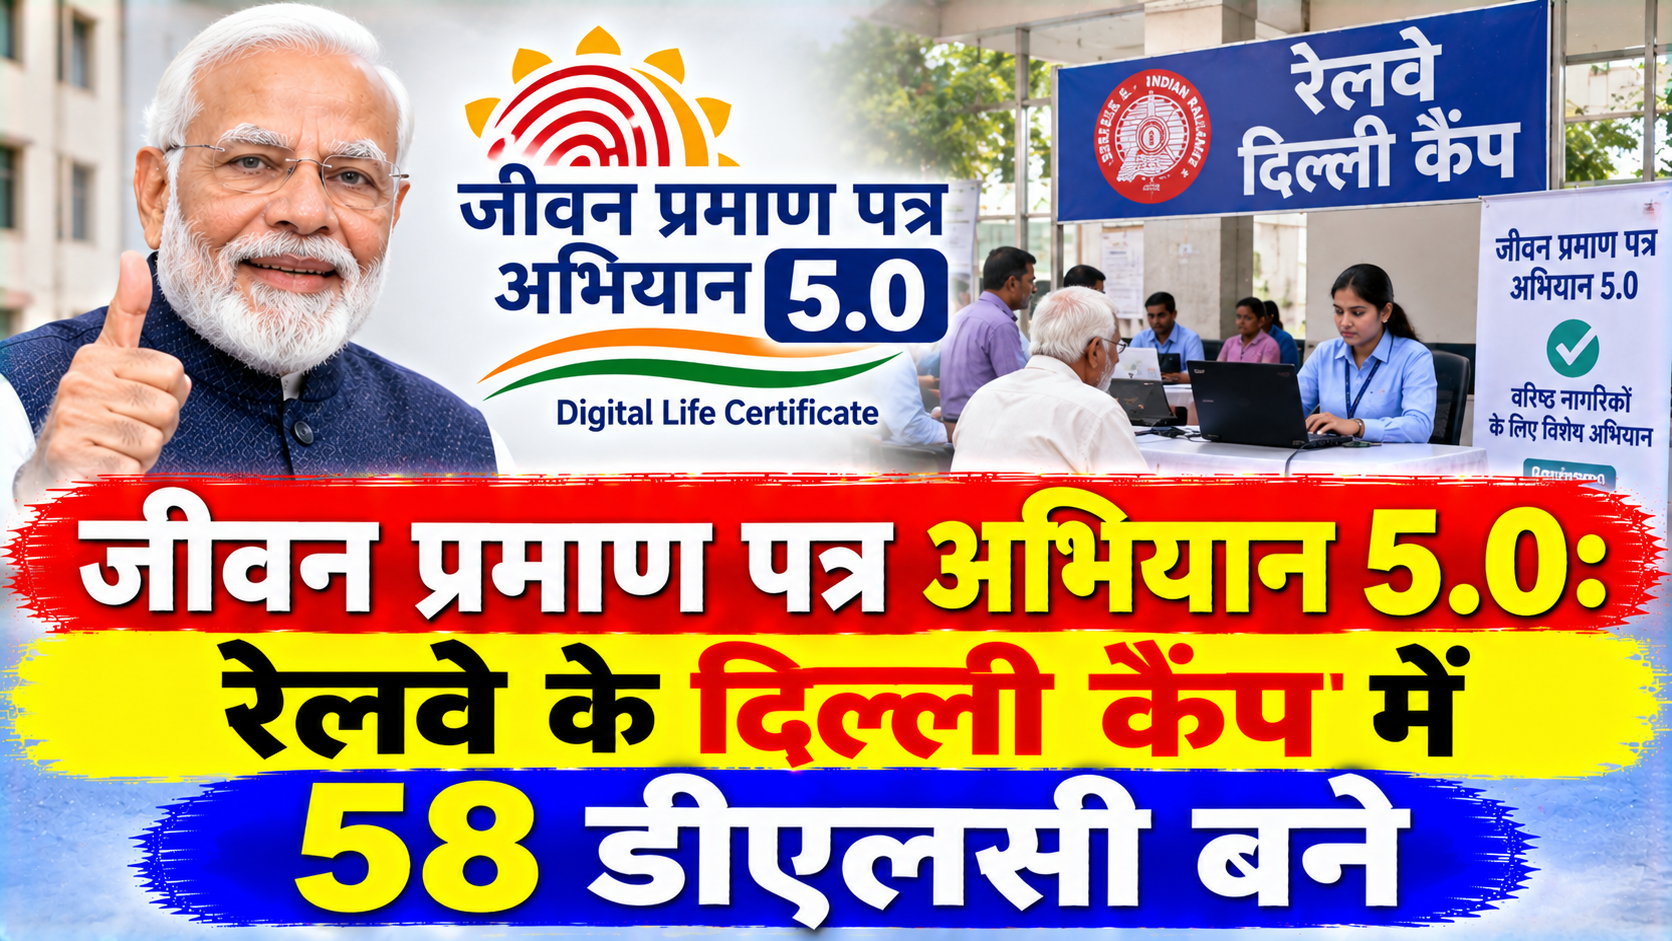 जीवन प्रमाण पत्र
अभियान 5.0
Digital Life Certificate
INDIAN RAILWAYS
रेलवे
दिल्ली कैंप
जीवन प्रमाण पत्र
अभियान 5.0
वरिष्ठ नागरिकों
के लिए विशेष अभियान
जीवन प्रमाण पत्र अभियान 5.0:
रेलवे के दिल्ली कैंप' में
58 डीएलसी बने